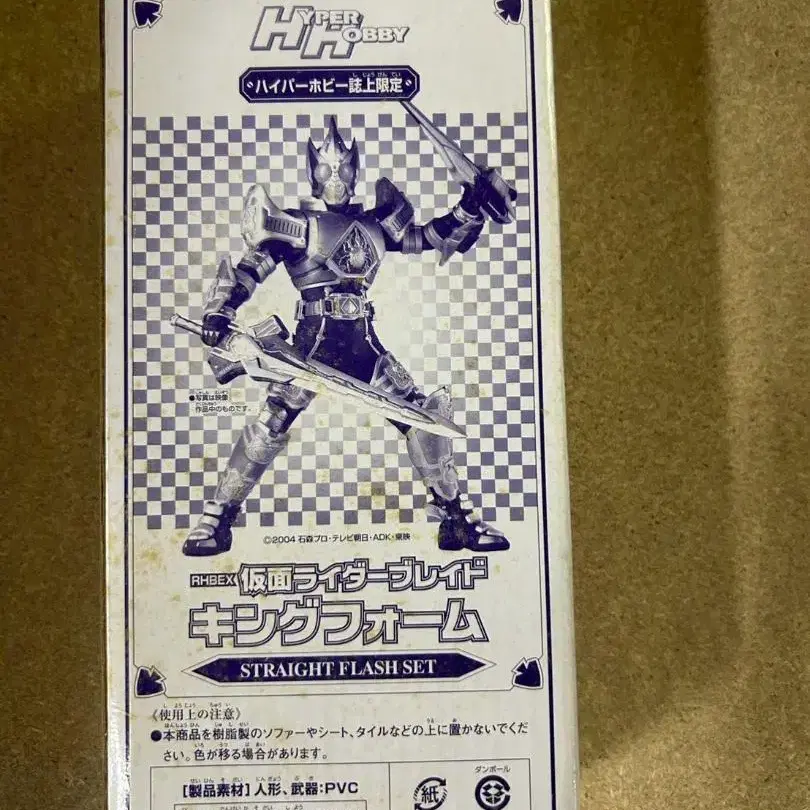 HYPER HOBBY
ハイパーホビー誌上限定
●写真は映像
作品中のものです。
©2004 石森プロ・テレビ朝日・ADK・東映
RHBEX 仮面ライダーブレイド
キングフォーム
STRAIGHT FLASH SET
《使用上の注意》
●本商品を樹脂製のソファーやシート、タイルなどの上に置かないでくだ
さい。色が移る場合があります。
[製品素材] 人形、武器:PVC
紙
ダンボール